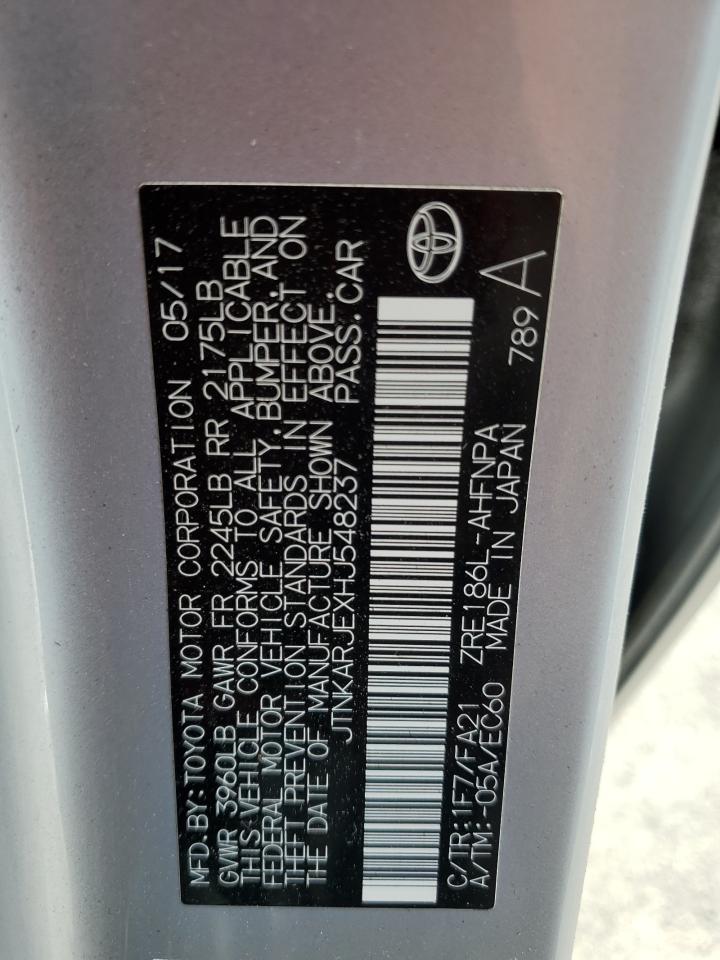 MFD.BY:TOYOTA MOTOR CORPORATION 05/17
GVWR 3960LB GAWR FR 2245LB RR 2175LB
THIS VEHICLE CONFORMS TO ALL APPLICABLE
FEDERAL MOTOR VEHICLE SAFETY,BUMPER,AND
THEFT PREVENTION STANDARDS IN EFFECT ON
THE DATE OF MANUFACTURE SHOWN ABOVE.
JTNKARJEXHJ548237 PASS.CAR
C/TR:1F7/FA21 ZRE186L-AHFNPA 789
A/TM:-05A/EC60 MADE IN JAPAN A